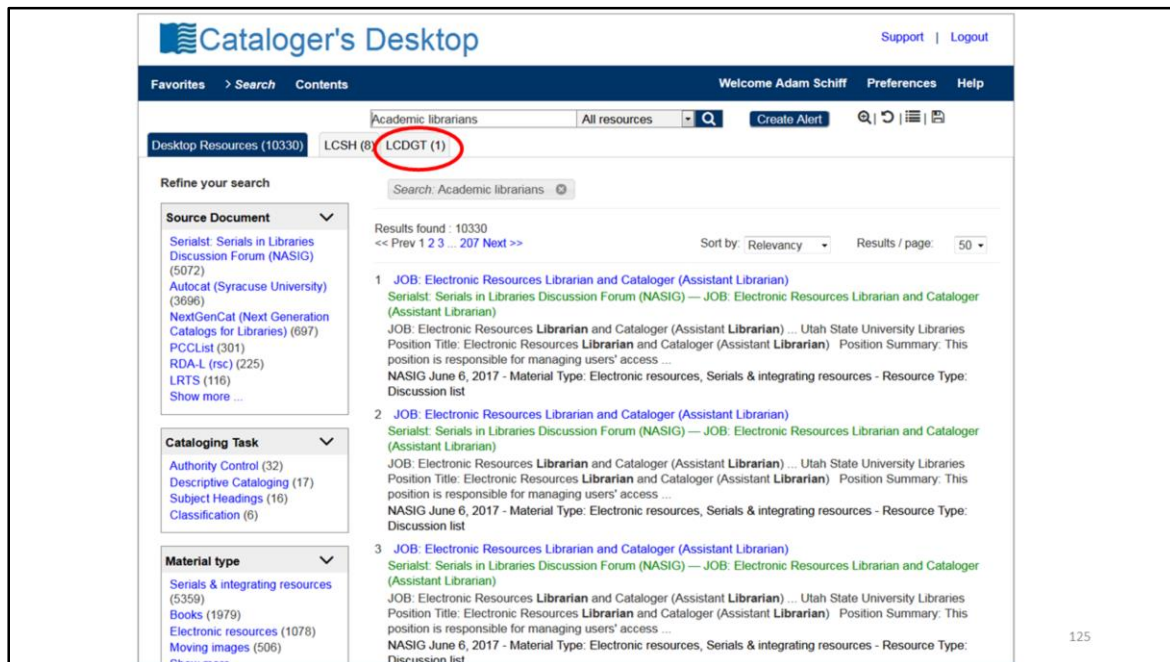 Cataloger's Desktop
Support | Logout
Favorites > Search Contents
Welcome Adam Schiff Preferences Help
Academic librarians All resources Create Alert
Desktop Resources (10330) LCSH (8) LCDGT (1)
Refine your search
Source Document
Serialst: Serials in Libraries
Discussion Forum (NASIG)
(5072)
Autocat (Syracuse University)
(3696)
NextGenCat (Next Generation
Catalogs for Libraries) (697)
PCCList (301)
RDA-L (rsc) (225)
LRTS (116)
Show more ...
Cataloging Task
Authority Control (32)
Descriptive Cataloging (17)
Subject Headings (16)
Classification (6)
Material type
Serials & integrating resources
(5359)
Books (1979)
Electronic resources (1078)
Moving images (506)
Show more
Search: Academic librarians
Results found : 10330
<< Prev 1 2 3 ... 207 Next >>
Sort by: Relevancy Results / page: 50
1 JOB: Electronic Resources Librarian and Cataloger (Assistant Librarian)
Serialst: Serials in Libraries Discussion Forum (NASIG) — JOB: Electronic Resources Librarian and Cataloger
(Assistant Librarian)
JOB: Electronic Resources Librarian and Cataloger (Assistant Librarian) ... Utah State University Libraries
Position Title: Electronic Resources Librarian and Cataloger (Assistant Librarian) Position Summary: This
position is responsible for managing users' access ...
NASIG June 6, 2017 - Material Type: Electronic resources, Serials & integrating resources - Resource Type:
Discussion list
2 JOB: Electronic Resources Librarian and Cataloger (Assistant Librarian)
Serialst: Serials in Libraries Discussion Forum (NASIG) — JOB: Electronic Resources Librarian and Cataloger
(Assistant Librarian)
JOB: Electronic Resources Librarian and Cataloger (Assistant Librarian) ... Utah State University Libraries
Position Title: Electronic Resources Librarian and Cataloger (Assistant Librarian) Position Summary: This
position is responsible for managing users' access ...
NASIG June 6, 2017 - Material Type: Electronic resources, Serials & integrating resources - Resource Type:
Discussion list
3 JOB: Electronic Resources Librarian and Cataloger (Assistant Librarian)
Serialst: Serials in Libraries Discussion Forum (NASIG) — JOB: Electronic Resources Librarian and Cataloger
(Assistant Librarian)
JOB: Electronic Resources Librarian and Cataloger (Assistant Librarian) ... Utah State University Libraries
Position Title: Electronic Resources Librarian and Cataloger (Assistant Librarian) Position Summary: This
position is responsible for managing users' access ...
NASIG June 6, 2017 - Material Type: Electronic resources, Serials & integrating resources - Resource Type:
Discussion list
125